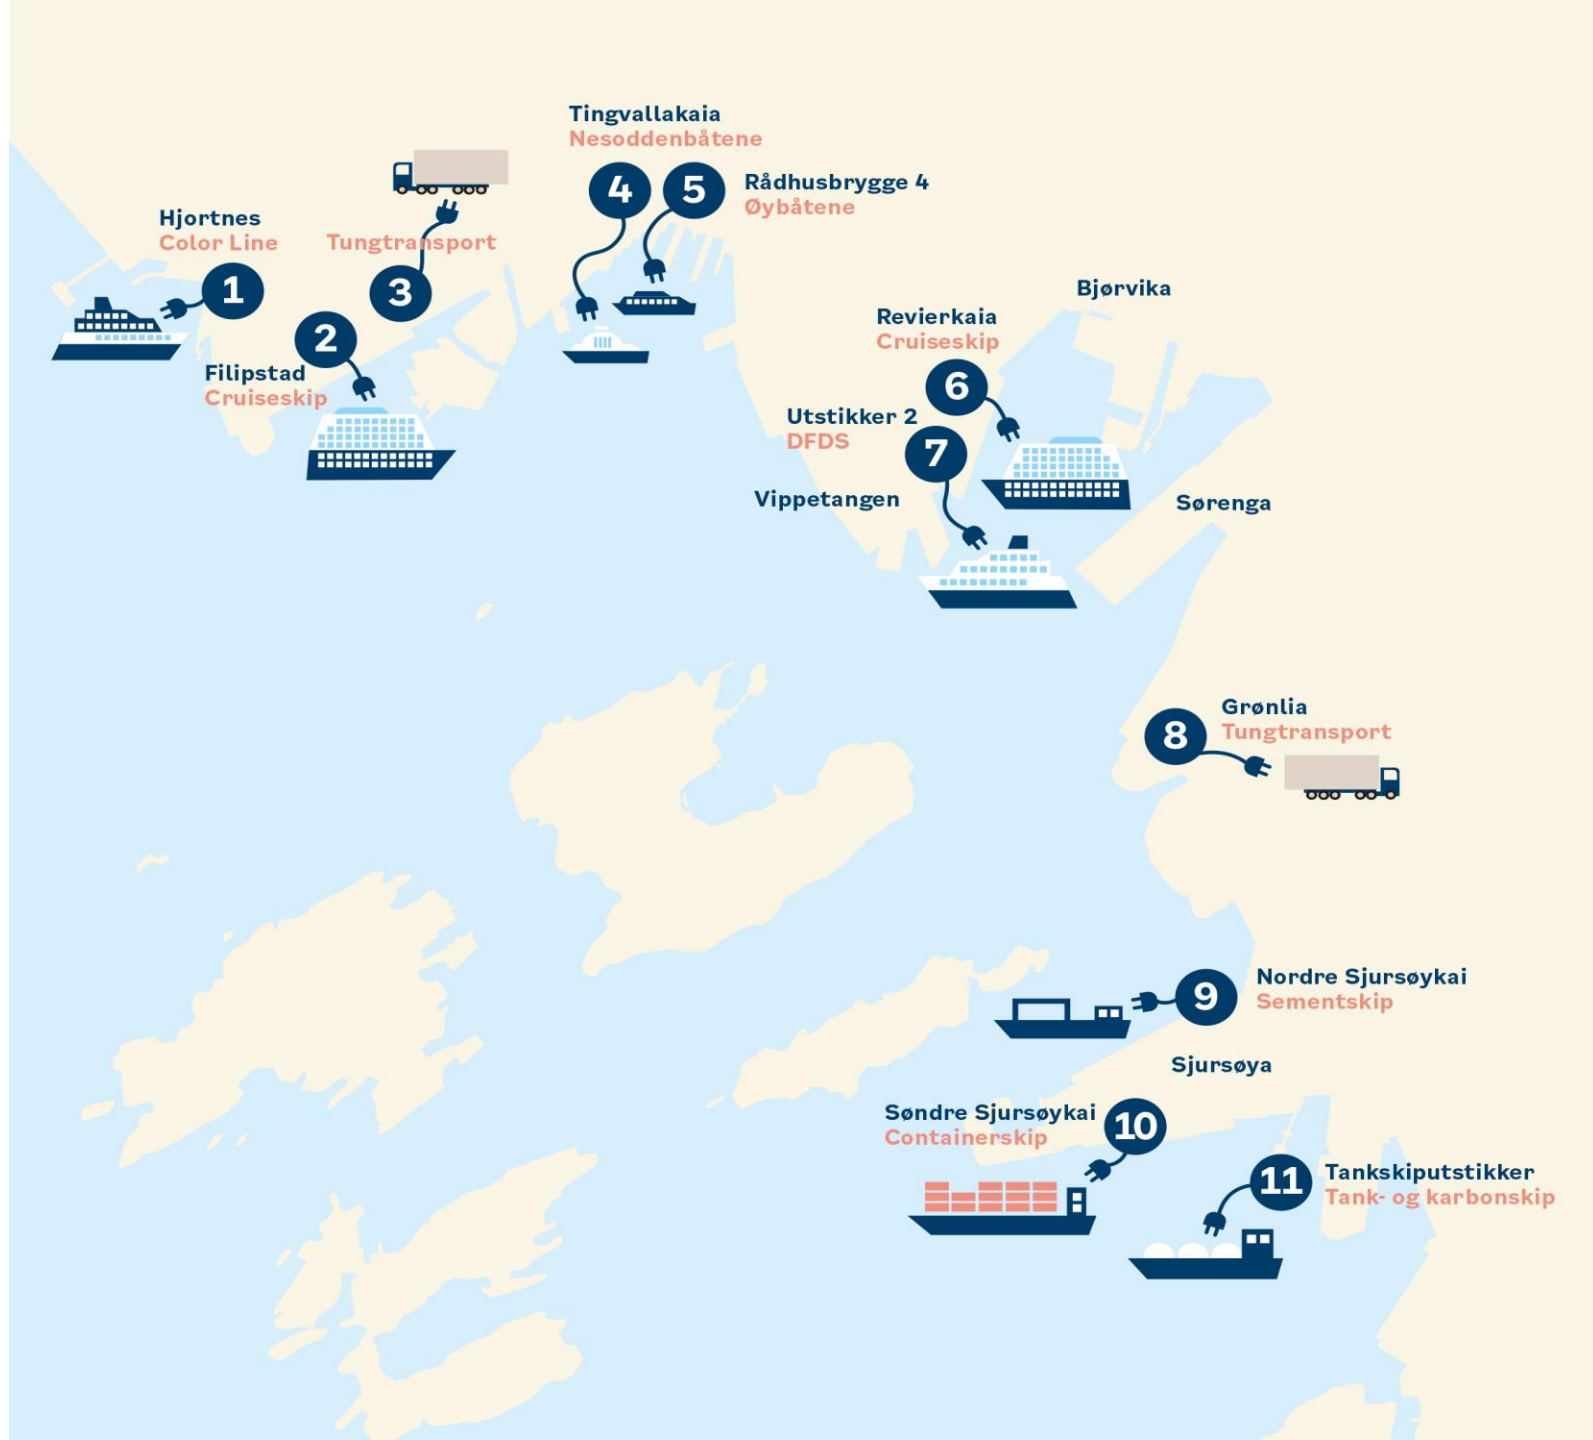 Hjortnes
Color Line
1
Filipstad
Cruiseskip
2
Tungtransport
3
Tingvallakaia
Nesoddenbåtene
4
5
Rådhusbrygge 4
Øybåtene
Revierkaia
Cruiseskip
6
Bjørvika
Utstikker 2
DFDS
7
Vippetangen
Sørenga
8
Grønlia
Tungtransport
9
Nordre Sjursøykai
Sementskip
Sjursøya
Søndre Sjursøykai
Containerskip
10
11
Tankskiputstikker
Tank- og karbonskip